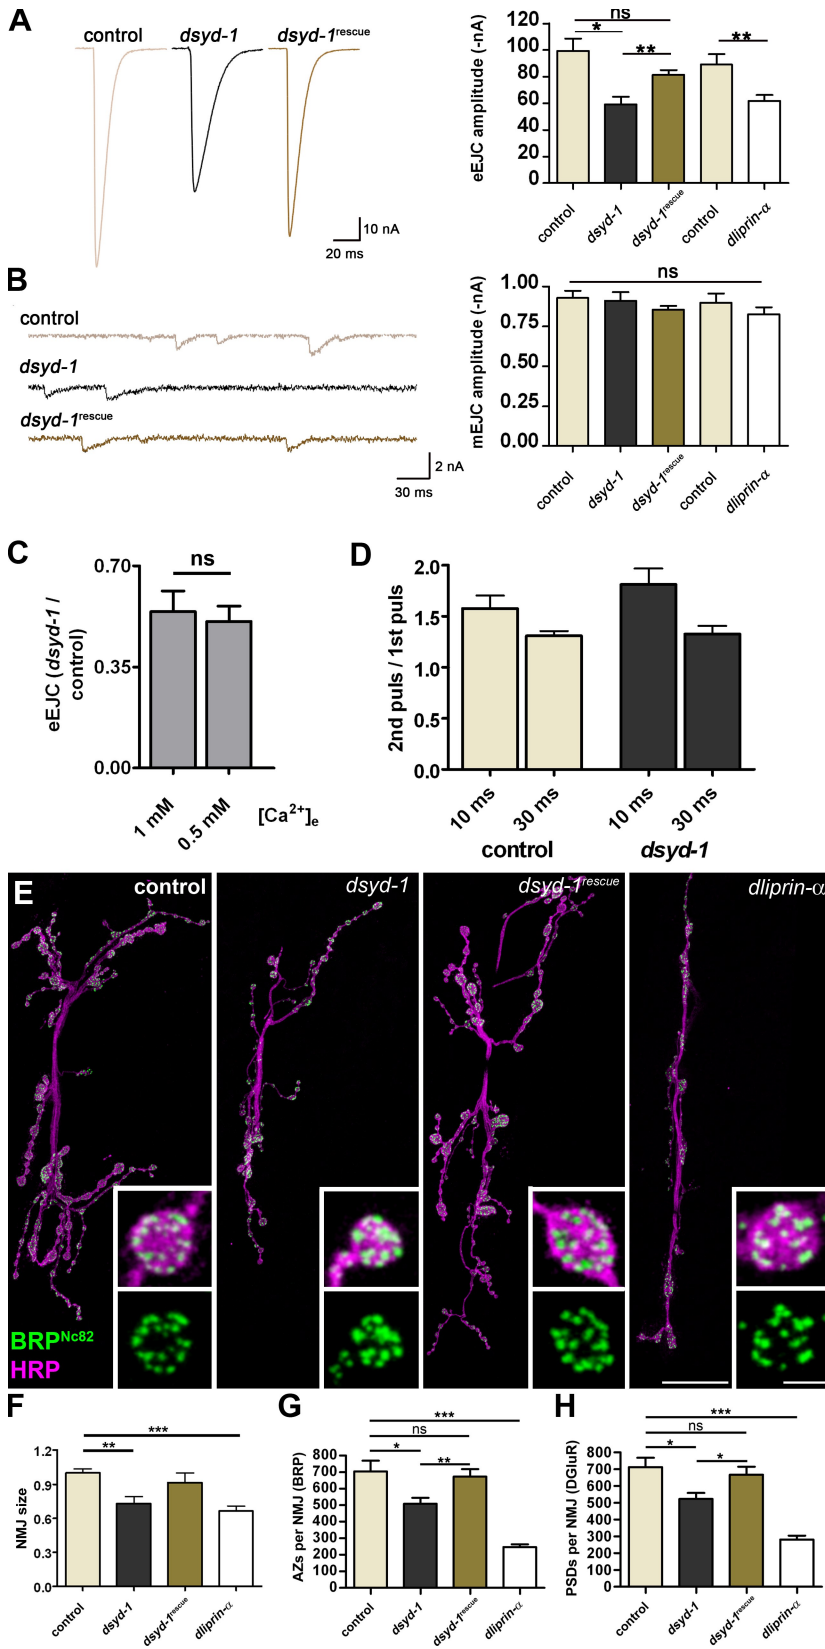 A
control
dsyd-1
dsyd-1rescue
10 nA
20 ms
eEJC amplitude (-nA)
120
100
80
60
40
20
0
ns
*
**
**
control
dsyd-1
dsyd-1rescue
control
dliprin-α
B
control
dsyd-1
dsyd-1rescue
2 nA
30 ms
mEJC amplitude (-nA)
1.00
0.75
0.50
0.25
0.00
ns
control
dsyd-1
dsyd-1rescue
control
dliprin-α
C
eEJC (dsyd-1 /
control)
0.70
0.35
0.00
ns
1 mM
0.5 mM
[Ca2+]e
D
2nd puls / 1st puls
2.0
1.5
1.0
0.5
0.0
10 ms
30 ms
10 ms
30 ms
control
dsyd-1
E
control
dsyd-1
dsyd-1rescue
dliprin-α
BRPNc82
HRP
F
NMJ size
1.2
0.9
0.6
0.3
0.0
***
**
control
dsyd-1
dsyd-1rescue
dliprin-α
G
AZs per NMJ (BRP)
800
700
600
500
400
300
200
100
0
***
ns
*
**
control
dsyd-1
dsyd-1rescue
dliprin-α
H
PSDs per NMJ (DGluR)
800
700
600
500
400
300
200
100
0
***
ns
*
*
control
dsyd-1
dsyd-1rescue
dliprin-α